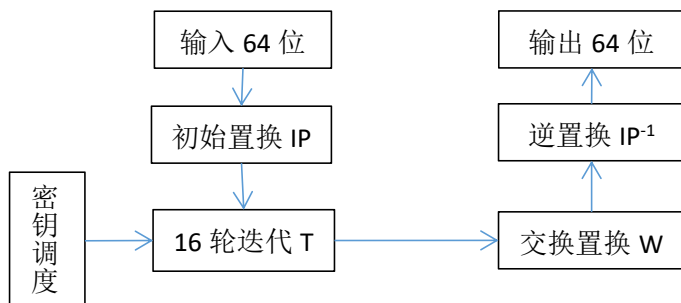 输入 64 位
输出 64 位
初始置换 IP
逆置换 IP⁻¹
密钥调度
16 轮迭代 T
交换置换 W